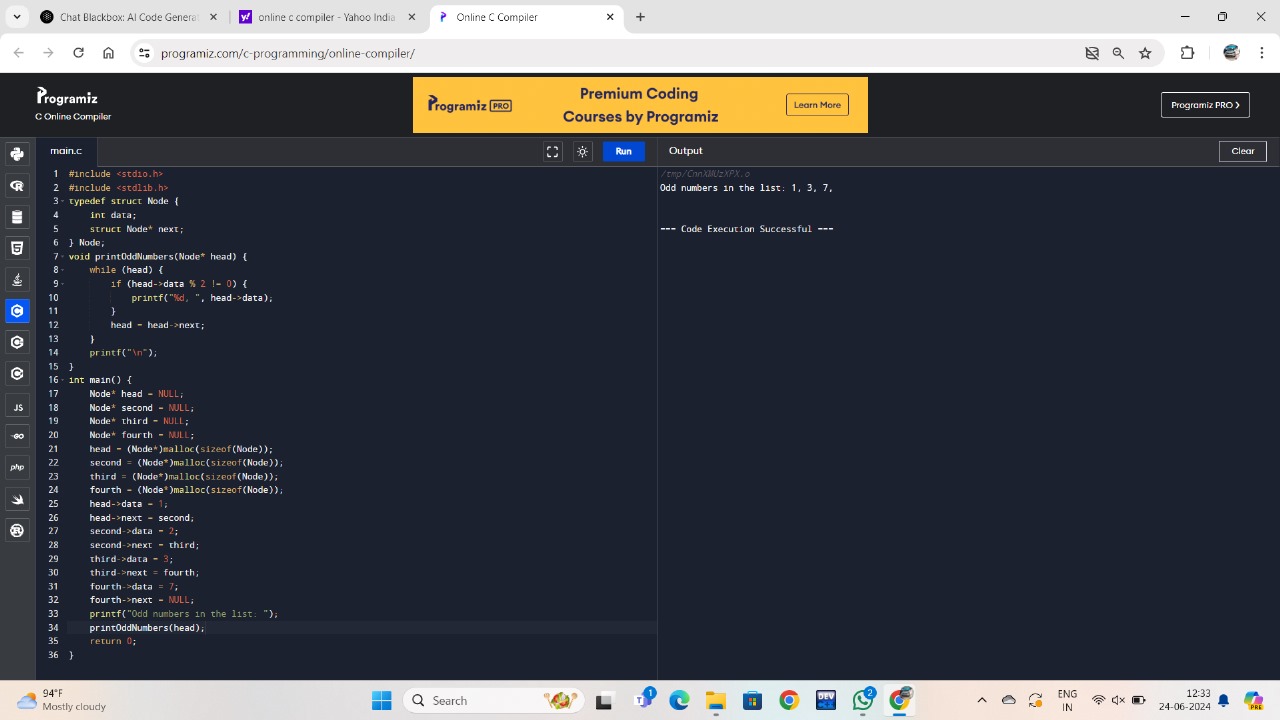 Chat Blackbox: AI Code Genera
online c compiler - Yahoo India
Online C Compiler
programiz.com/c-programming/online-compiler/
Programiz
C Online Compiler
Programiz PRO
Premium Coding
Courses by Programiz
Learn More
Programiz PRO
main.c
Run
Output
Clear
1 #include <stdio.h>
2 #include <stdlib.h>
3 typedef struct Node {
4 int data;
5 struct Node* next;
6 } Node;
7 void printOddNumbers(Node* head) {
8 while (head) {
9 if (head->data % 2 != 0) {
10 printf("%d, ", head->data);
11 }
12 head = head->next;
13 }
14 printf("\n");
15 }
16 int main() {
17 Node* head = NULL;
18 Node* second = NULL;
19 Node* third = NULL;
20 Node* fourth = NULL;
21 head = (Node*)malloc(sizeof(Node));
22 second = (Node*)malloc(sizeof(Node));
23 third = (Node*)malloc(sizeof(Node));
24 fourth = (Node*)malloc(sizeof(Node));
25 head->data = 1;
26 head->next = second;
27 second->data = 2;
28 second->next = third;
29 third->data = 3;
30 third->next = fourth;
31 fourth->data = 7;
32 fourth->next = NULL;
33 printf("Odd numbers in the list: ");
34 printOddNumbers(head);
35 return 0;
36 }
/tmp/CnnXMUzXPX.o
Odd numbers in the list: 1, 3, 7,
=== Code Execution Successful ===
JS
GO
php
94°F
Mostly cloudy
Search
1
DEV
2
ENG
IN
12:33
24-06-2024
PRE